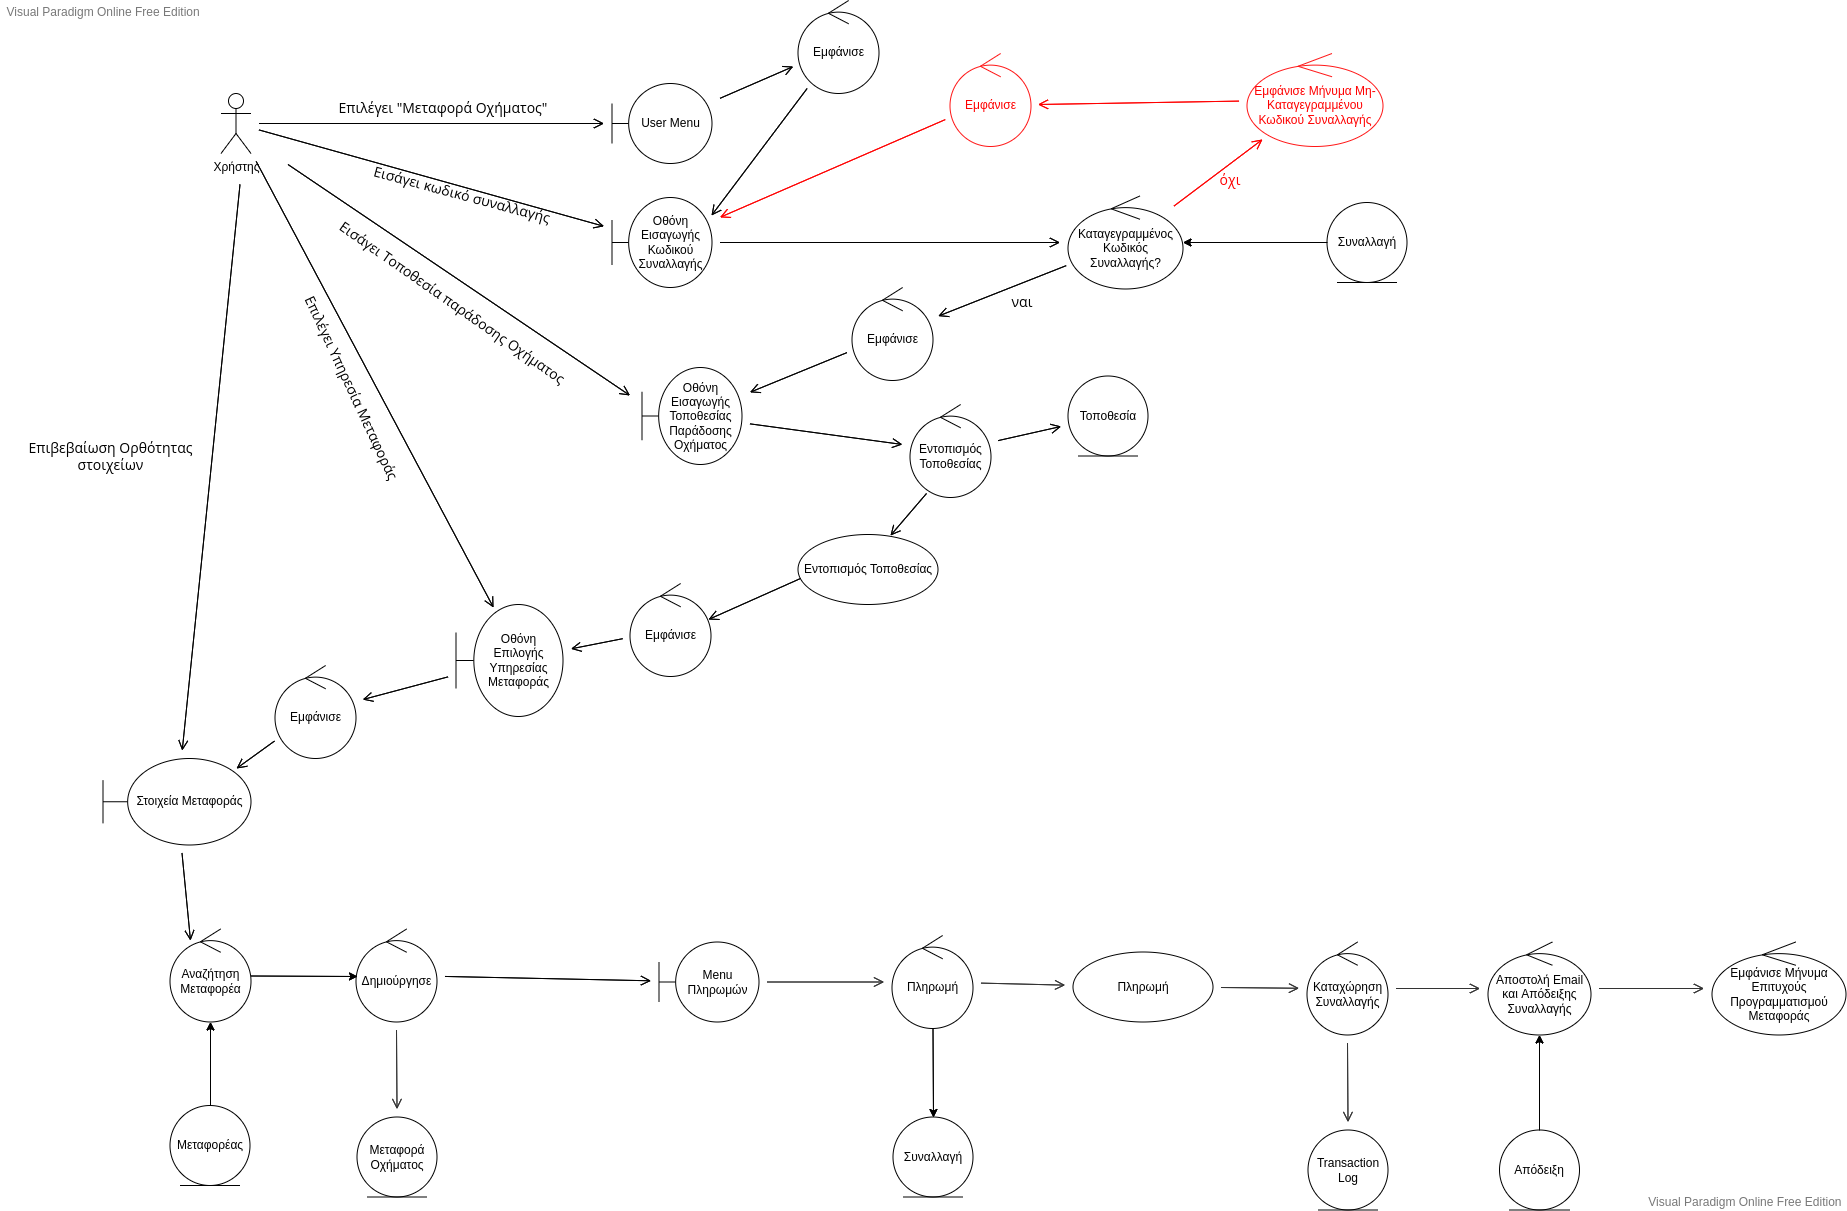 Visual Paradigm Online Free Edition
Εμφάνισε
Χρήστης
Επιλέγει "Μεταφορά Οχήματος"
User Menu
Εμφάνισε
Εμφάνισε Μήνυμα Μη-
Καταγεγραμμένου
Κωδικού Συναλλαγής
Εισάγει κωδικό συναλλαγής
όχι
Οθόνη
Εισαγωγής
Κωδικού
Συναλλαγής
Καταγεγραμμένος
Κωδικός
Συναλλαγής?
Συναλλαγή
ναι
Εισάγει Τοποθεσία παράδοσης Οχήματος
Εμφάνισε
Επιλέγει Υπηρεσία Μεταφοράς
Οθόνη
Εισαγωγής
Τοποθεσίας
Παράδοσης
Οχήματος
Εντοπισμός
Τοποθεσίας
Τοποθεσία
Επιβεβαίωση Ορθότητας
στοιχείων
Εντοπισμός Τοποθεσίας
Εμφάνισε
Οθόνη
Επιλογής
Υπηρεσίας
Μεταφοράς
Εμφάνισε
Στοιχεία Μεταφοράς
Αναζήτηση
Μεταφορέα
Δημιούργησε
Menu
Πληρωμών
Πληρωμή
Πληρωμή
Καταχώρηση
Συναλλαγής
Αποστολή Email
και Απόδειξης
Συναλλαγής
Εμφάνισε Μήνυμα
Επιτυχούς
Προγραμματισμού
Μεταφοράς
Μεταφορέας
Μεταφορά
Οχήματος
Συναλλαγή
Transaction
Log
Απόδειξη
Visual Paradigm Online Free Edition